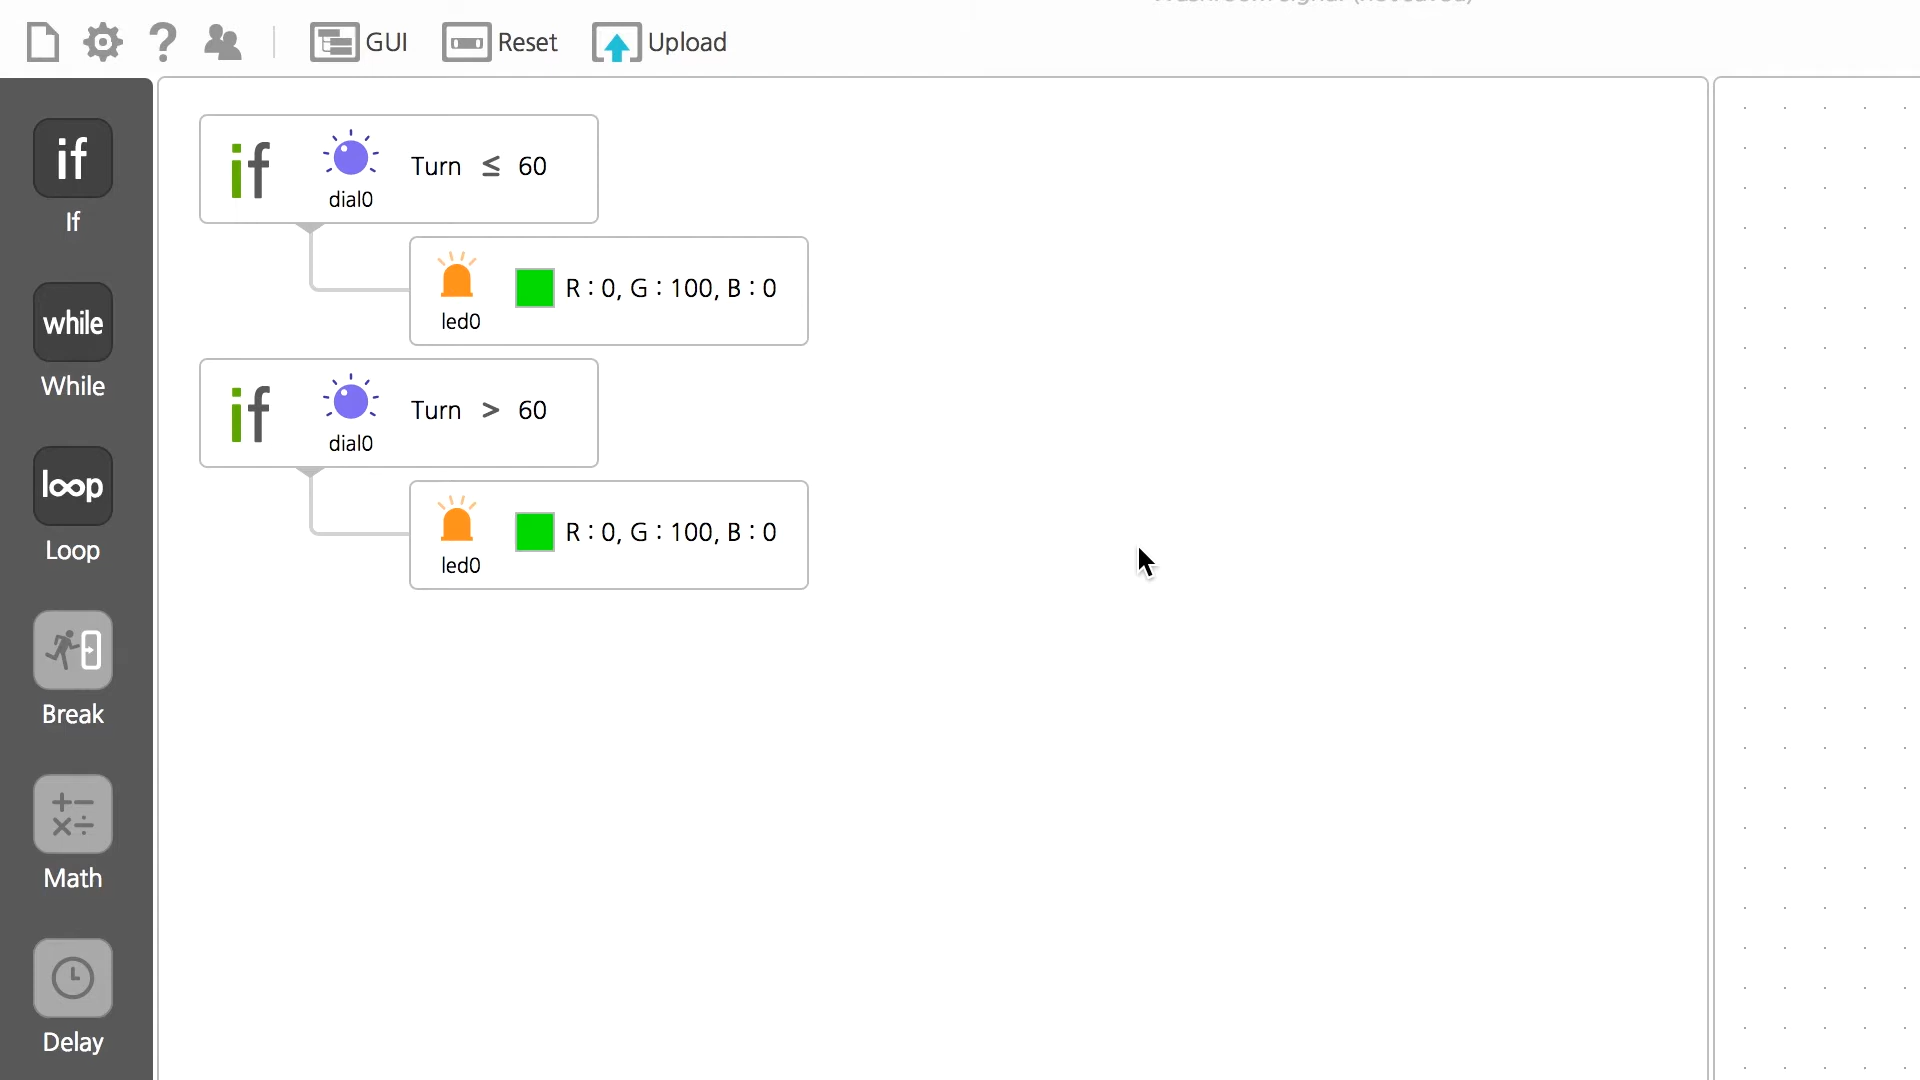 GUI
Reset
Upload
if
If
while
While
loop
Loop
Break
Math
Delay
if
dial0
Turn ≤ 60
led0
R : 0, G : 100, B : 0
if
dial0
Turn > 60
led0
R : 0, G : 100, B : 0